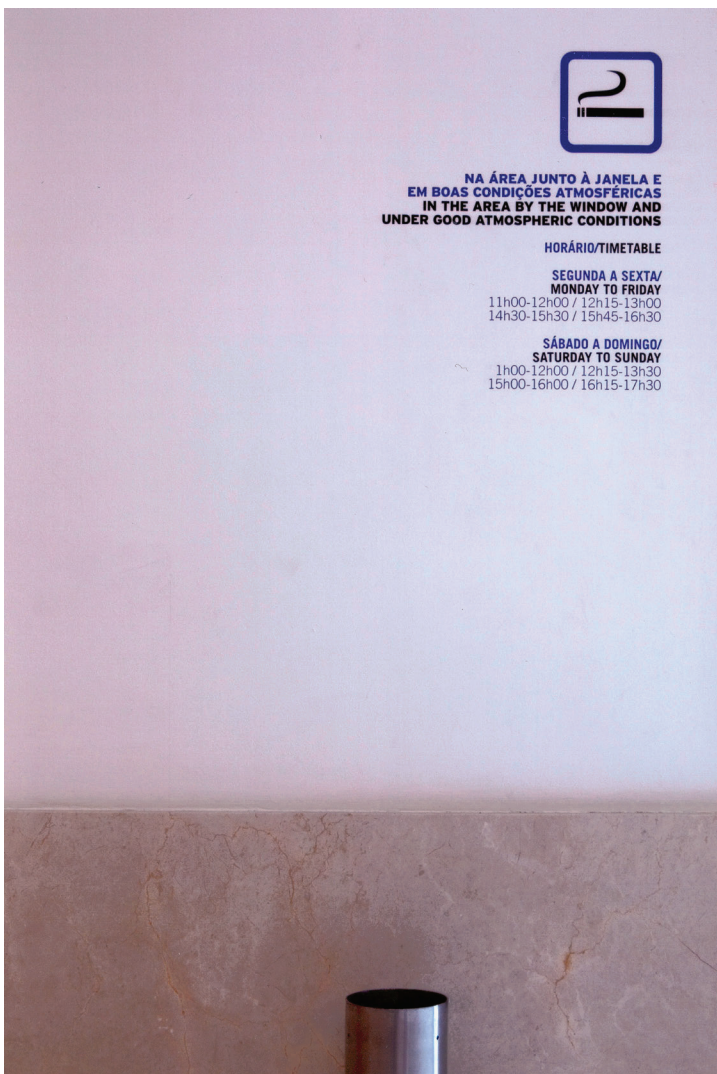 NA ÁREA JUNTO À JANELA E
EM BOAS CONDIÇÕES ATMOSFÉRICAS
IN THE AREA BY THE WINDOW AND
UNDER GOOD ATMOSPHERIC CONDITIONS
HORÁRIO/TIMETABLE
SEGUNDA A SEXTA/
MONDAY TO FRIDAY
11h00-12h00 / 12h15-13h00
14h30-15h30 / 15h45-16h30
SÁBADO A DOMINGO/
SATURDAY TO SUNDAY
1h00-12h00 / 12h15-13h30
15h00-16h00 / 16h15-17h30